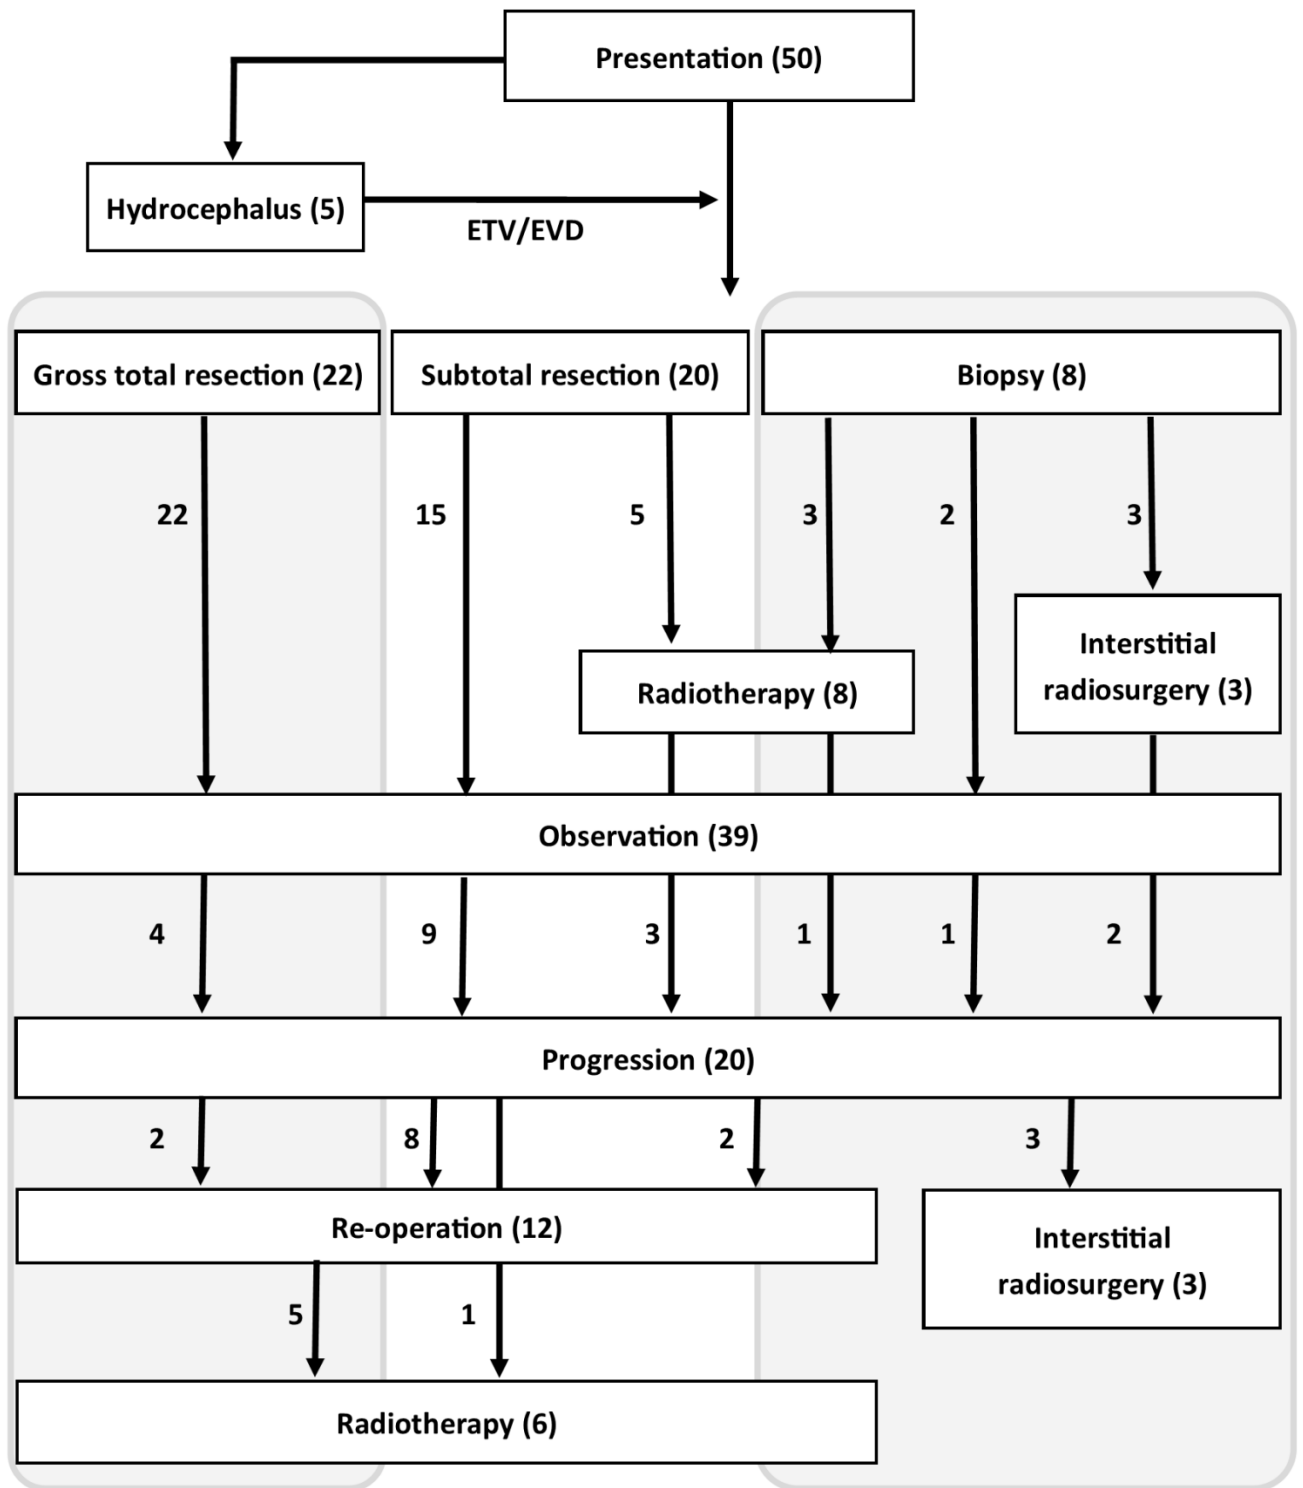 Presentation (50)
Hydrocephalus (5)
ETV/EVD
Gross total resection (22)
Subtotal resection (20)
Biopsy (8)
22
15
5
3
2
3
Interstitial
radiosurgery (3)
Radiotherapy (8)
Observation (39)
4
9
3
1
1
2
Progression (20)
2
8
2
3
Re-operation (12)
Interstitial
radiosurgery (3)
5
1
Radiotherapy (6)